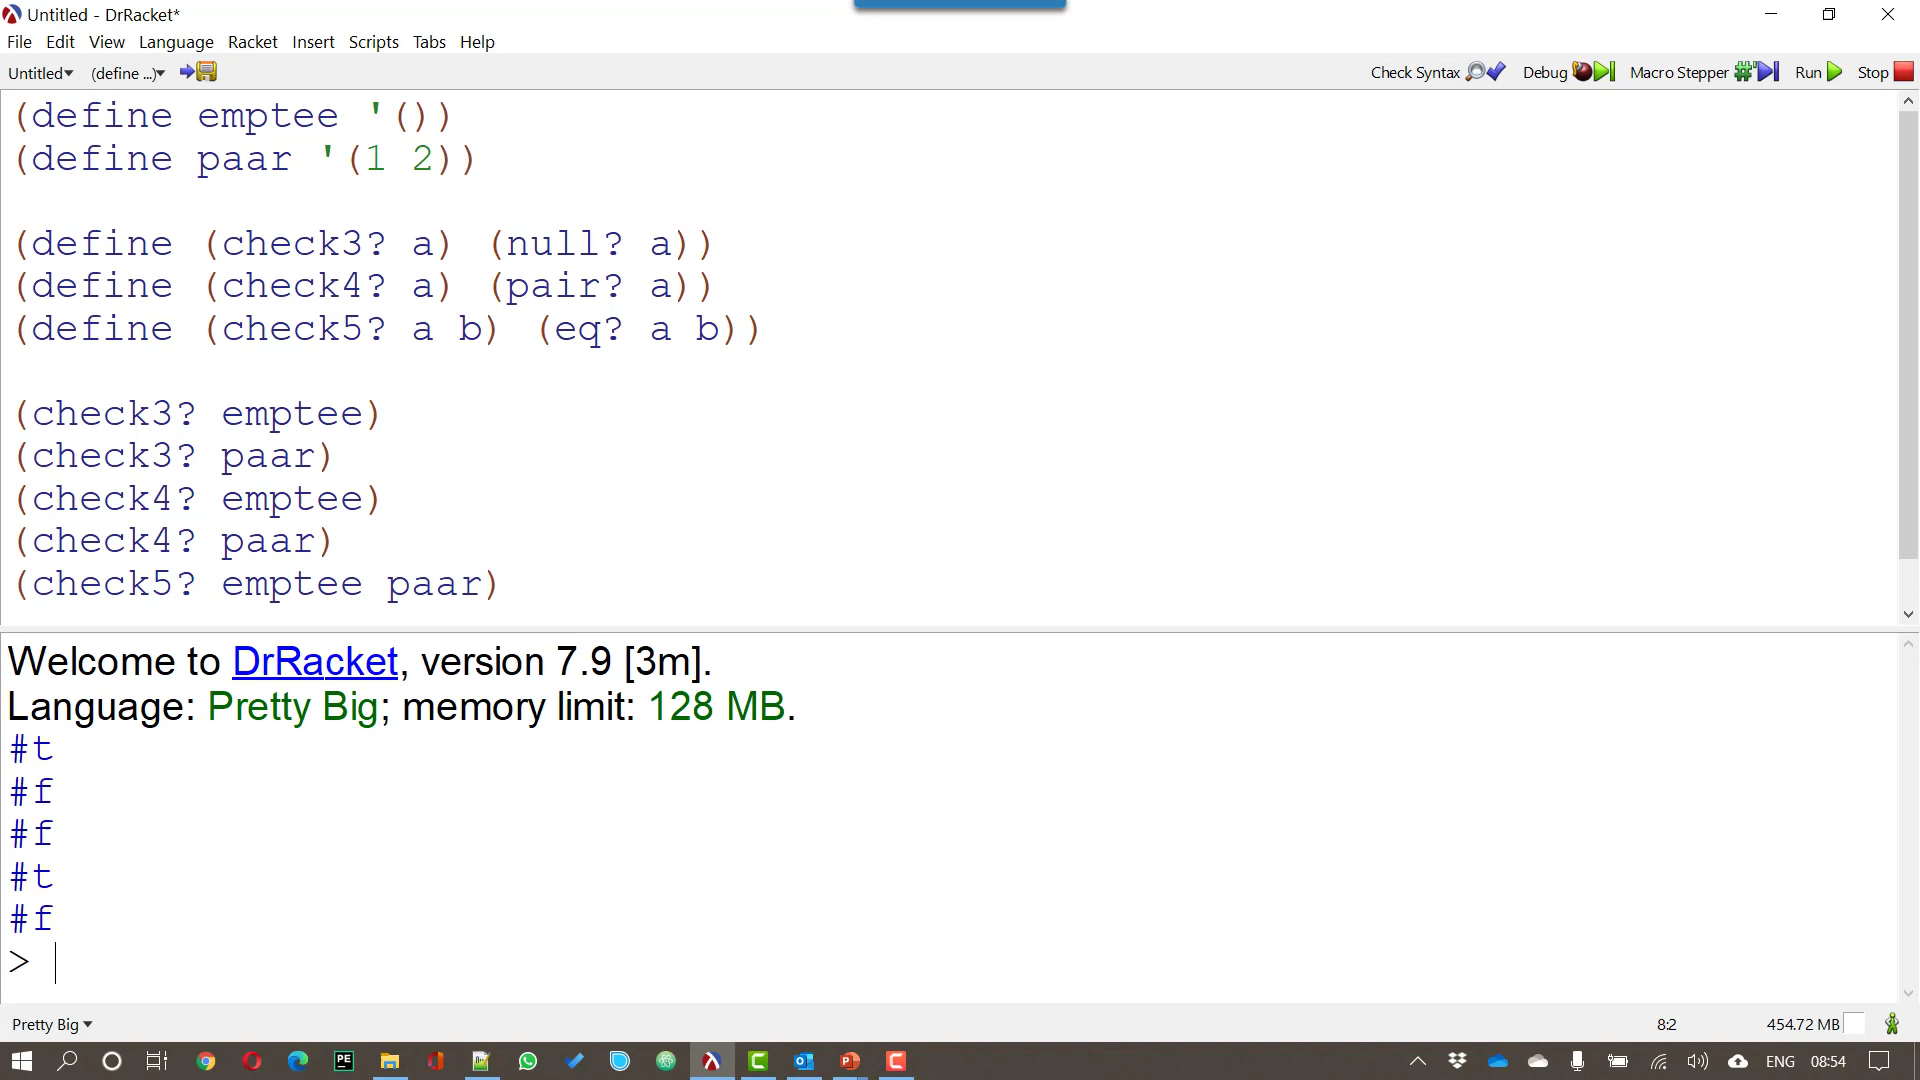 Untitled - DrRacket*
File Edit View Language Racket Insert Scripts Tabs Help
Untitled▾ (define ...)▾ Check Syntax Debug Macro Stepper Run Stop
(define emptee '())
(define paar '(1 2))
(define (check3? a) (null? a))
(define (check4? a) (pair? a))
(define (check5? a b) (eq? a b))
(check3? emptee)
(check3? paar)
(check4? emptee)
(check4? paar)
(check5? emptee paar)
Welcome to DrRacket, version 7.9 [3m].
Language: Pretty Big; memory limit: 128 MB.
#t
#f
#f
#t
#f
>
Pretty Big▾ 8:2 454.72 MB
PE ENG 08:54